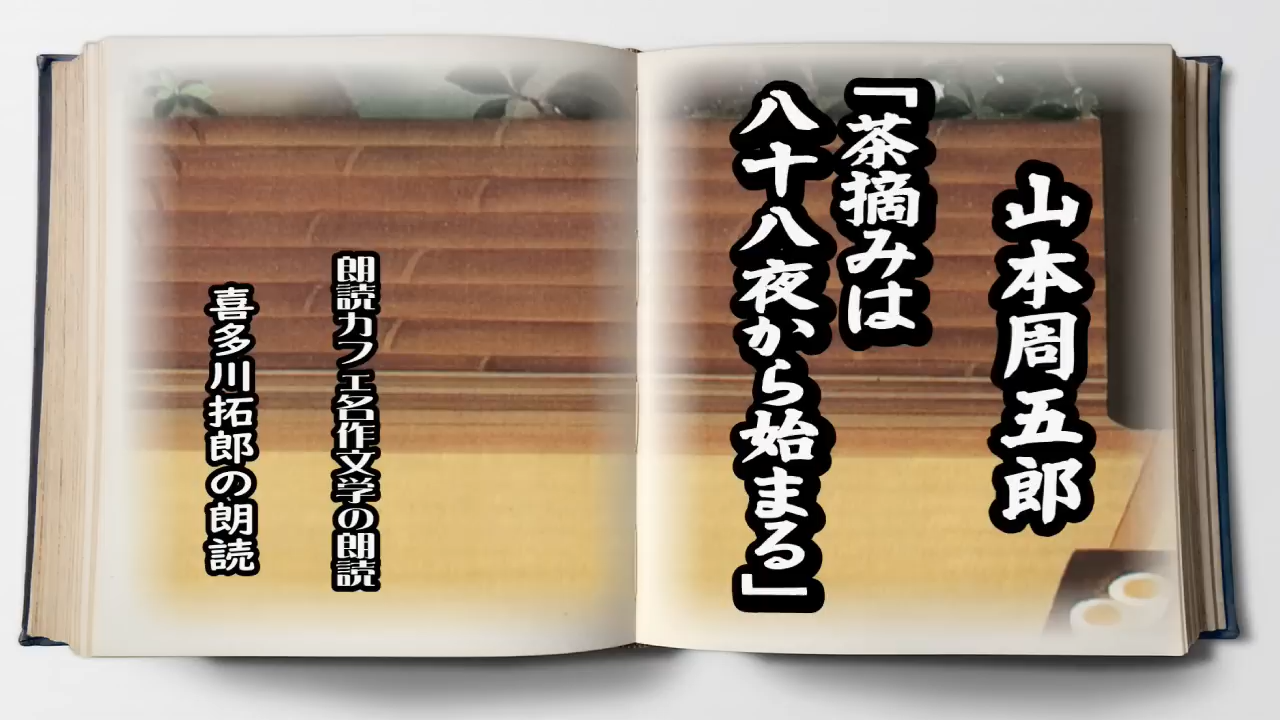 山本周五郎
「茶摘みは
八十八夜から始まる」
朗読カフェ名作文学の朗読
喜多川拓郎の朗読